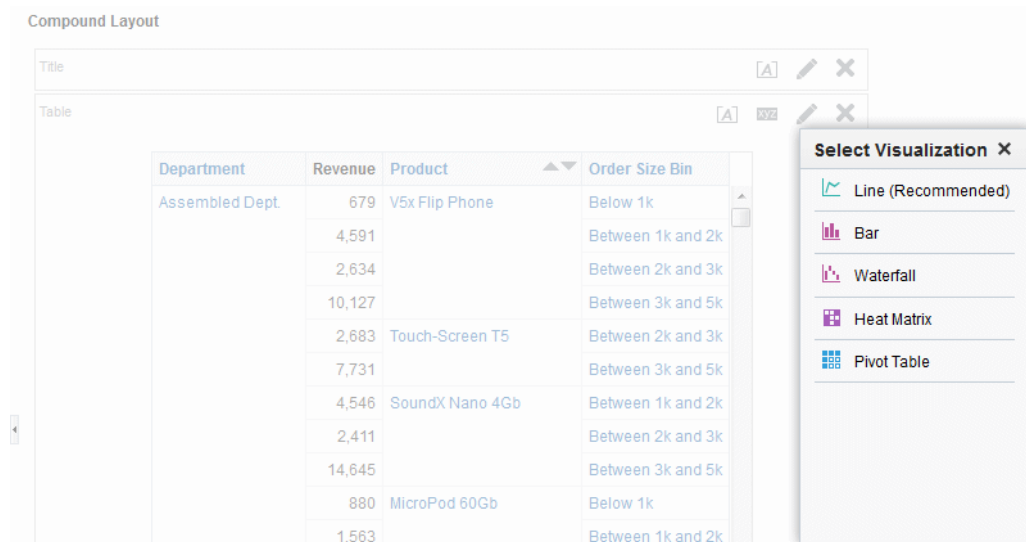 Compound Layout
Title [A]
Table [A] xyz
Select Visualization
Department Revenue Product Order Size Bin
Line (Recommended)
Assembled Dept. 679 V5x Flip Phone Below 1k
Bar
4,591 Between 1k and 2k
2,634 Between 2k and 3k
Waterfall
10,127 Between 3k and 5k
Heat Matrix
2,683 Touch-Screen T5 Between 2k and 3k
Pivot Table
7,731 Between 3k and 5k
4,546 SoundX Nano 4Gb Between 1k and 2k
2,411 Between 2k and 3k
14,645 Between 3k and 5k
880 MicroPod 60Gb Below 1k
1,563 Between 1k and 2k